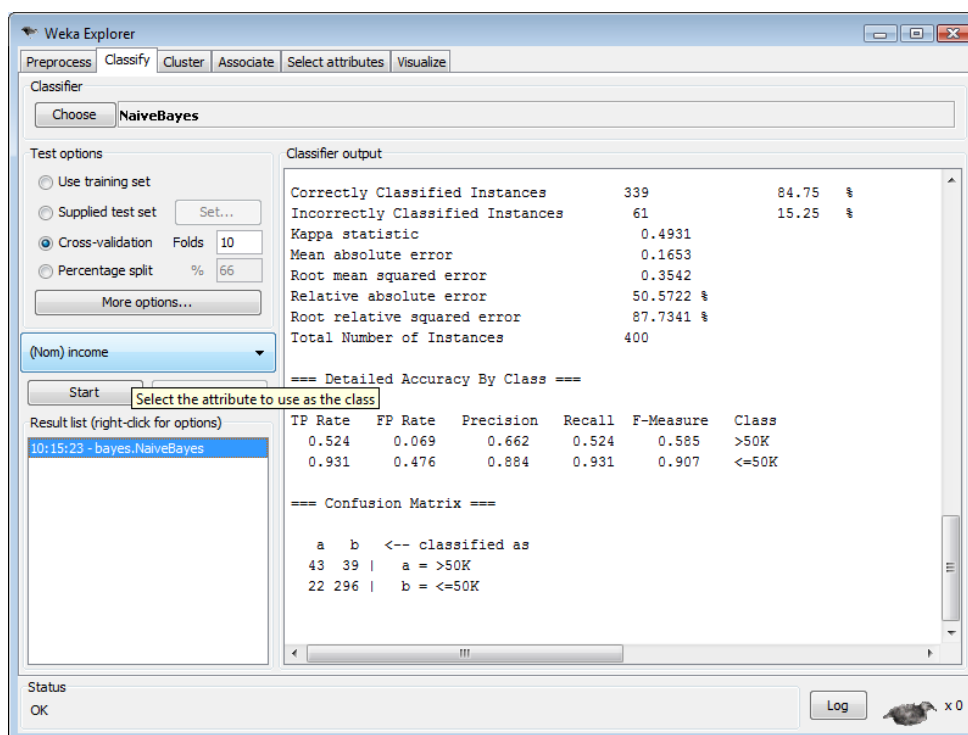 Weka Explorer
Preprocess Classify Cluster Associate Select attributes Visualize
Classifier
Choose NaiveBayes
Test options
Use training set
Supplied test set Set...
Cross-validation Folds 10
Percentage split % 66
More options...
(Nom) income
Start
Select the attribute to use as the class
Result list (right-click for options)
10:15:23 - bayes.NaiveBayes
Classifier output
Correctly Classified Instances 339 84.75 %
Incorrectly Classified Instances 61 15.25 %
Kappa statistic 0.4931
Mean absolute error 0.1653
Root mean squared error 0.3542
Relative absolute error 50.5722 %
Root relative squared error 87.7341 %
Total Number of Instances 400
=== Detailed Accuracy By Class ===
TP Rate FP Rate Precision Recall F-Measure Class
0.524 0.069 0.662 0.524 0.585 >50K
0.931 0.476 0.884 0.931 0.907 <=50K
=== Confusion Matrix ===
a b <-- classified as
43 39 | a = >50K
22 296 | b = <=50K
Status
OK
Log
x 0